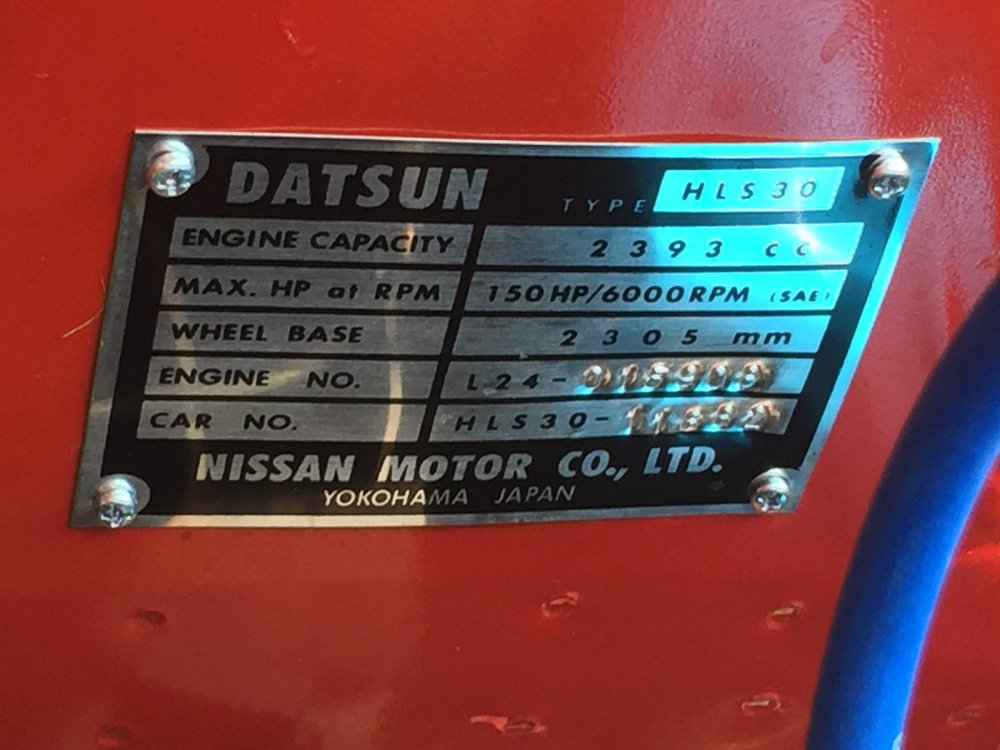 DATSUN TYPE HLS30
ENGINE CAPACITY 2393 cc
MAX. HP at RPM 150HP/6000RPM (SAE)
WHEEL BASE 2305 mm
ENGINE NO. L24-
CAR NO. HLS30-
NISSAN MOTOR CO., LTD.
YOKOHAMA JAPAN